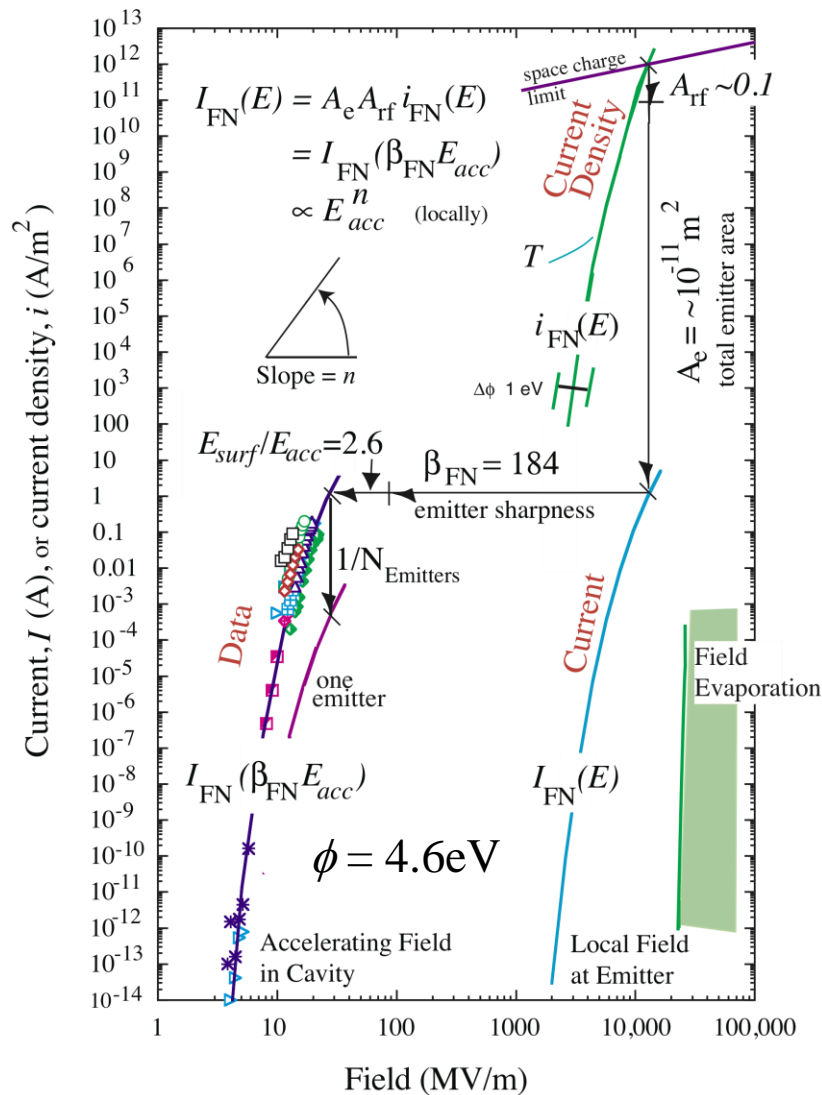 10^13
10^12
10^11
10^10
10^9
10^8
10^7
10^6
10^5
10^4
10^3
100
10
1
0.1
0.01
10^-3
10^-4
10^-5
10^-6
10^-7
10^-8
10^-9
10^-10
10^-11
10^-12
10^-13
10^-14
Current, I (A), or current density, i (A/m^2)
I_FN(E) = A_e A_rf i_FN(E)
= I_FN(β_FN E_acc)
∝ E_acc^n (locally)
Slope = n
space charge
limit
A_rf ~0.1
Current
Density
T
i_FN(E)
Δϕ 1 eV
A_e = ~10^-11 m^2
total emitter area
E_surf/E_acc=2.6
β_FN = 184
emitter sharpness
1/N_Emitters
Data
one
emitter
Current
Field
Evaporation
I_FN(β_FN E_acc)
I_FN(E)
ϕ = 4.6eV
Accelerating Field
in Cavity
Local Field
at Emitter
1
10
100
1000
10,000
100,000
Field (MV/m)